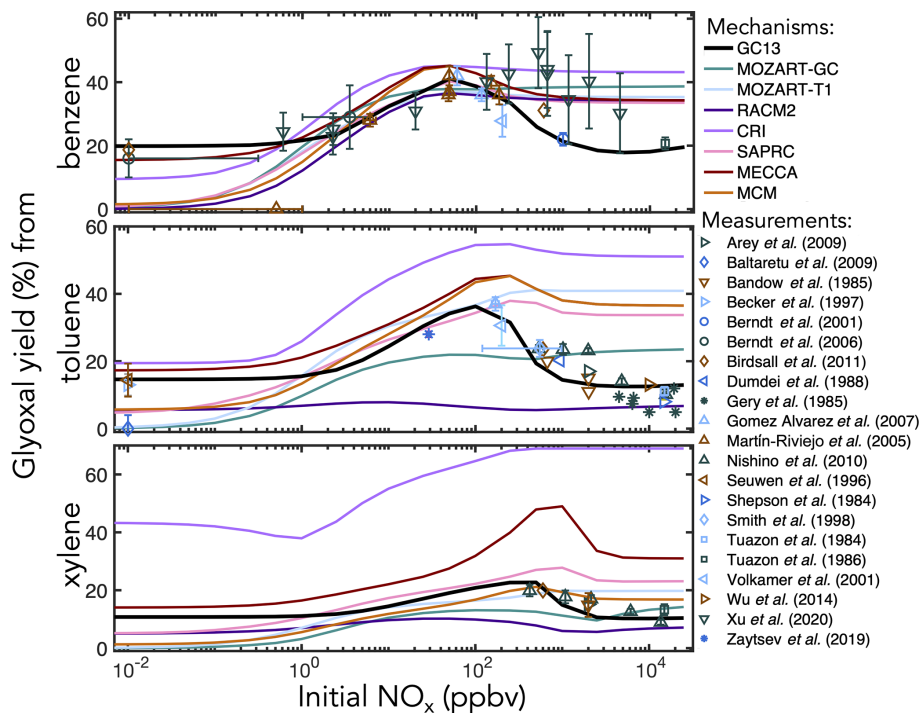 Glyoxal yield (%) from
benzene
60
40
20
0
toluene
60
40
20
0
xylene
60
40
20
0
10-2
100
102
104
Initial NOx (ppbv)
Mechanisms:
GC13
MOZART-GC
MOZART-T1
RACM2
CRI
SAPRC
MECCA
MCM
Measurements:
Arey et al. (2009)
Baltaretu et al. (2009)
Bandow et al. (1985)
Becker et al. (1997)
Berndt et al. (2001)
Berndt et al. (2006)
Birdsall et al. (2011)
Dumdei et al. (1988)
Gery et al. (1985)
Gomez Alvarez et al. (2007)
Martín-Riviejo et al. (2005)
Nishino et al. (2010)
Seuwen et al. (1996)
Shepson et al. (1984)
Smith et al. (1998)
Tuazon et al. (1984)
Tuazon et al. (1986)
Volkamer et al. (2001)
Wu et al. (2014)
Xu et al. (2020)
Zaytsev et al. (2019)